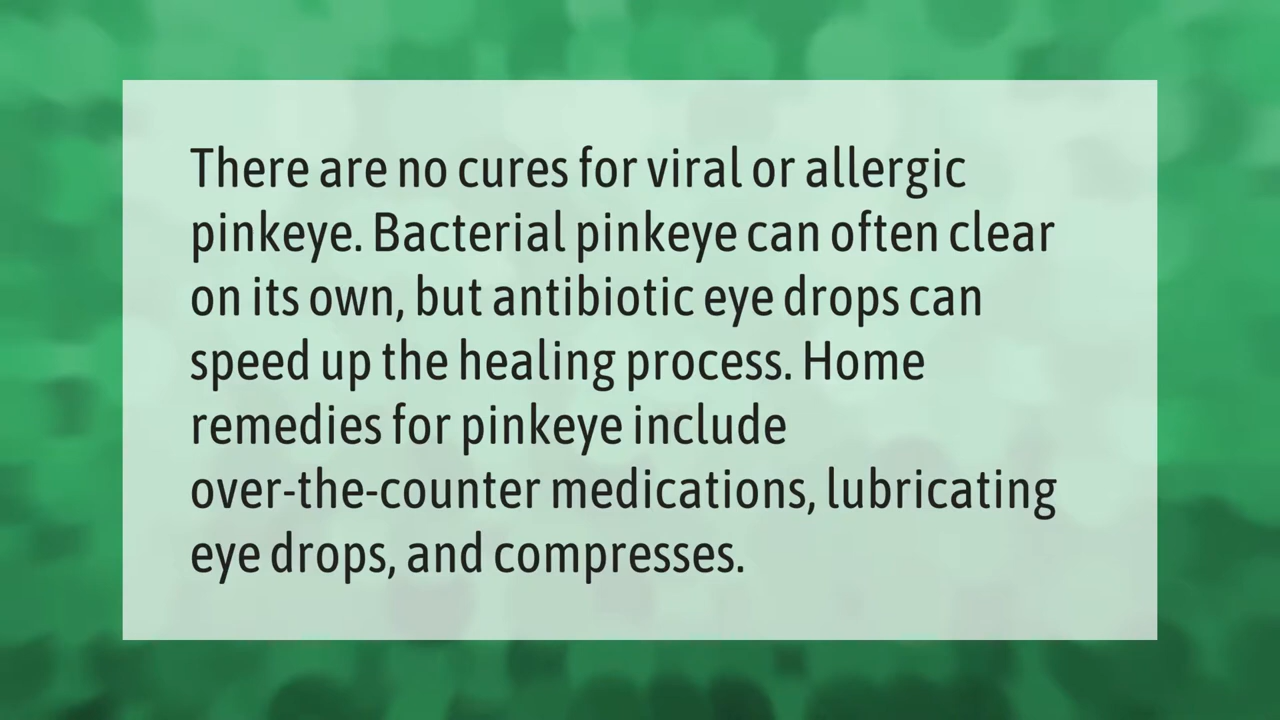 There are no cures for viral or allergic
pinkeye. Bacterial pinkeye can often clear
on its own, but antibiotic eye drops can
speed up the healing process. Home
remedies for pinkeye include
over-the-counter medications, lubricating
eye drops, and compresses.